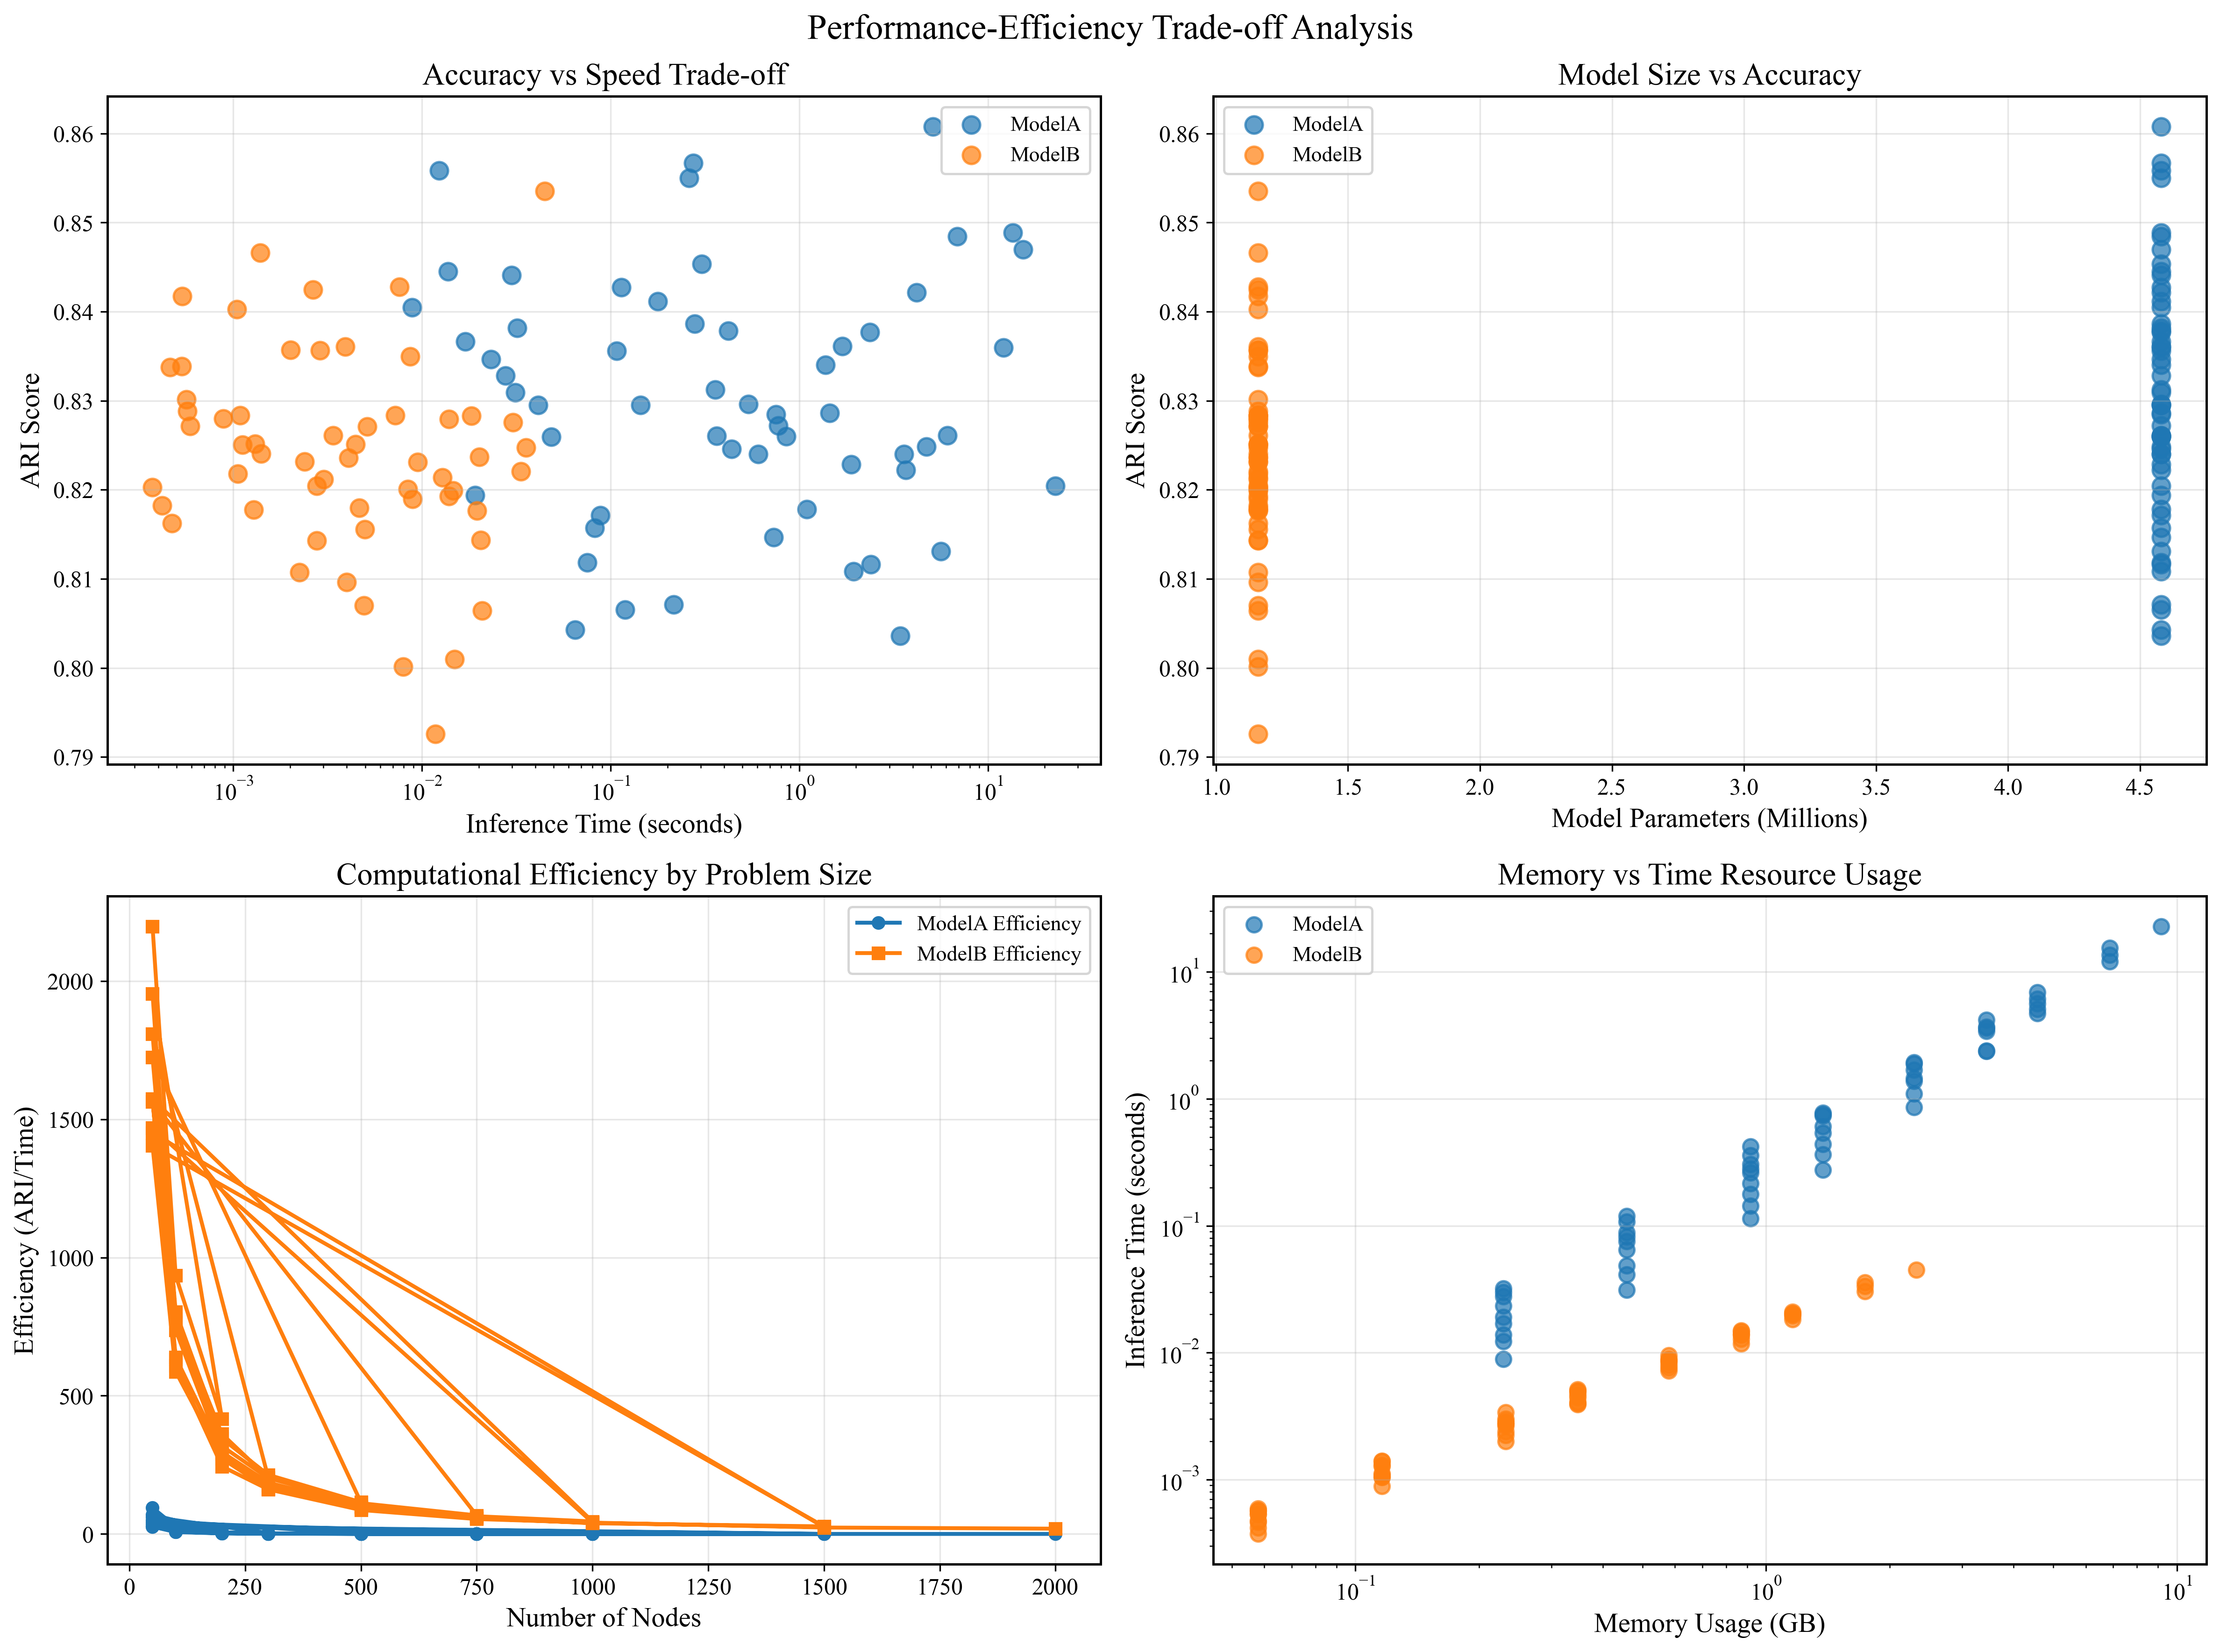 Performance-Efficiency Trade-off Analysis
Accuracy vs Speed Trade-off
ModelA
ModelB
0.86
0.85
0.84
0.83
0.82
0.81
0.80
0.79
ARI Score
10⁻³ 10⁻² 10⁻¹ 10⁰ 10¹
Inference Time (seconds)
Model Size vs Accuracy
ModelA
ModelB
0.86
0.85
0.84
0.83
0.82
0.81
0.80
0.79
ARI Score
1.0 1.5 2.0 2.5 3.0 3.5 4.0 4.5
Model Parameters (Millions)
Computational Efficiency by Problem Size
ModelA Efficiency
ModelB Efficiency
2000
1500
1000
500
0
Efficiency (ARI/Time)
0 250 500 750 1000 1250 1500 1750 2000
Number of Nodes
Memory vs Time Resource Usage
ModelA
ModelB
10¹
10⁰
10⁻¹
10⁻²
10⁻³
Inference Time (seconds)
10⁻¹ 10⁰ 10¹
Memory Usage (GB)